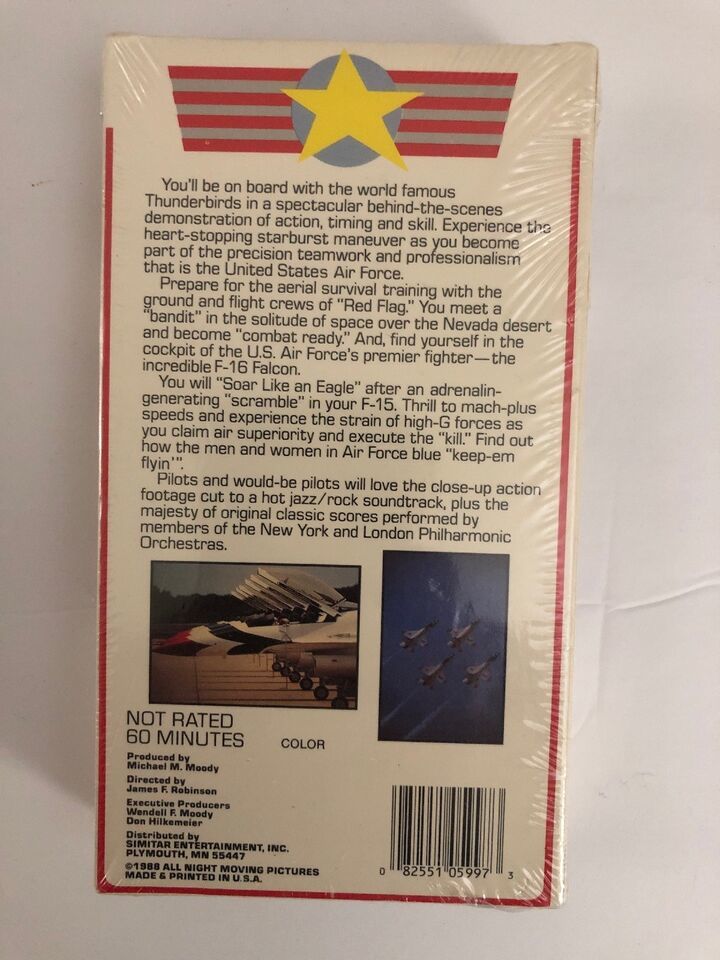 You'll be on board with the world famous
Thunderbirds in a spectacular behind-the-scenes
demonstration of action, timing and skill. Experience the
heart-stopping starburst maneuver as you become
part of the precision teamwork and professionalism
that is the United States Air Force.
Prepare for the aerial survival training with the
ground and flight crews of "Red Flag." You meet a
"bandit" in the solitude of space over the Nevada desert
and become "combat ready." And, find yourself in the
cockpit of the U.S. Air Force's premier fighter—the
incredible F-16 Falcon.
You will "Soar Like an Eagle" after an adrenalin-
generating "scramble" in your F-15. Thrill to mach-plus
speeds and experience the strain of high-G forces as
you claim air superiority and execute the "kill." Find out
how the men and women in Air Force blue "keep-em
flyin'".
Pilots and would-be pilots will love the close-up action
footage cut to a hot jazz/rock soundtrack, plus the
majesty of original classic scores performed by
members of the New York and London Philharmonic
Orchestras.
NOT RATED
60 MINUTES COLOR
Produced by
Michael M. Moody
Directed by
James F. Robinson
Executive Producers
Wendell F. Moody
Don Hilkemeier
Distributed by
SIMITAR ENTERTAINMENT, INC.
PLYMOUTH, MN 55447
©1988 ALL NIGHT MOVING PICTURES
MADE & PRINTED IN U.S.A.
0 82551 05997 3